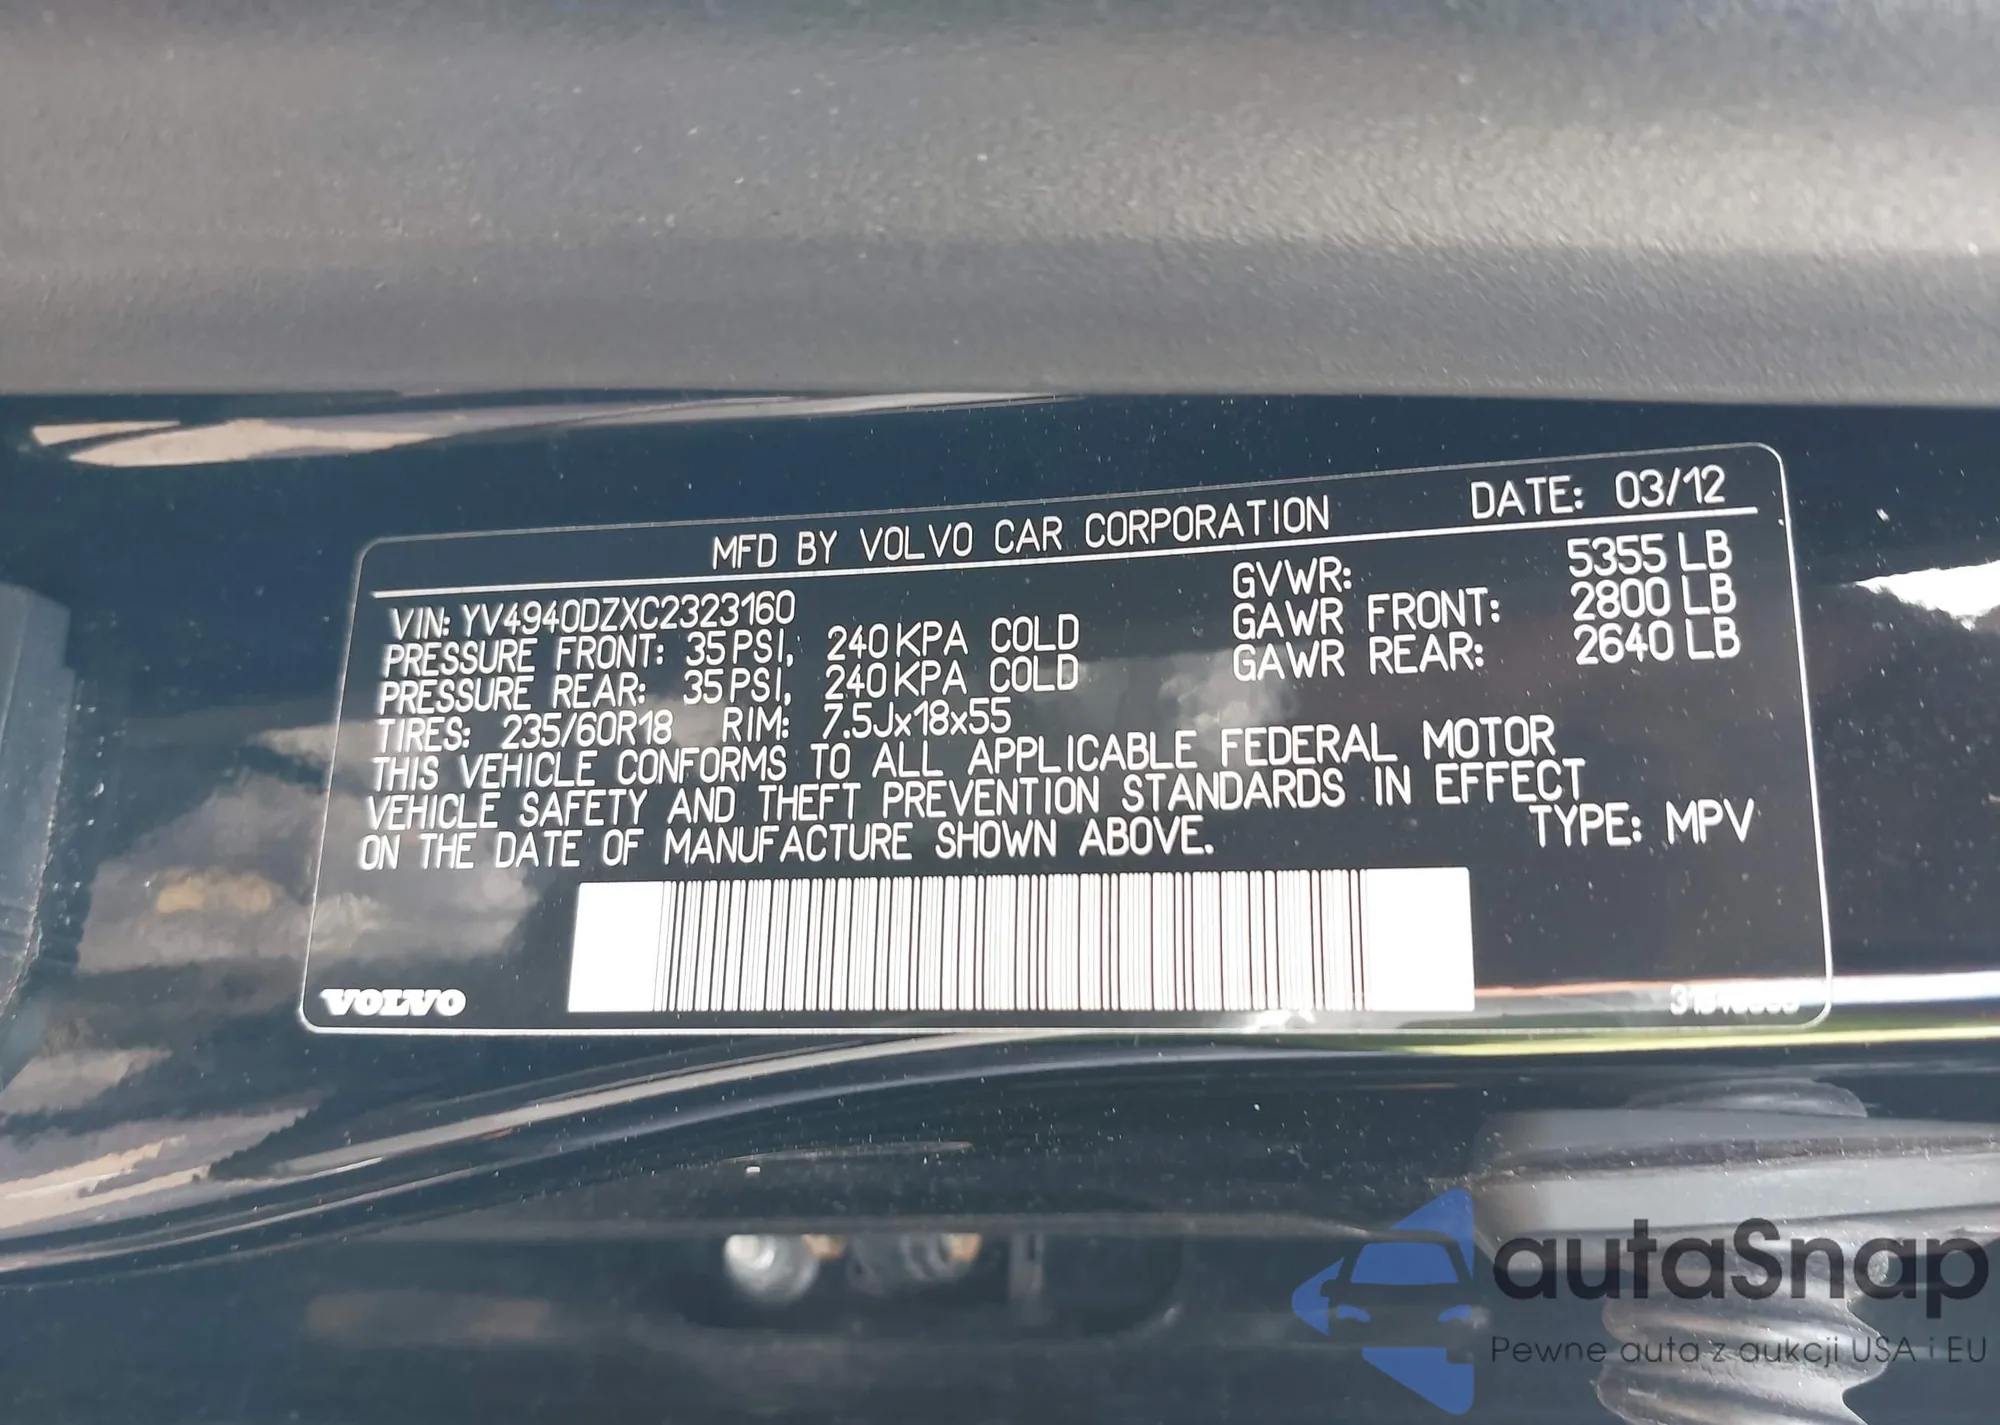 MFD BY VOLVO CAR CORPORATION DATE: 03/12
VIN: YV4940DZXC2323160 GVWR: 5355 LB
PRESSURE FRONT: 35 PSI, 240 KPA COLD GAWR FRONT: 2800 LB
PRESSURE REAR: 35 PSI, 240 KPA COLD GAWR REAR: 2640 LB
TIRES: 235/60R18 RIM: 7.5Jx18x55
THIS VEHICLE CONFORMS TO ALL APPLICABLE FEDERAL MOTOR
VEHICLE SAFETY AND THEFT PREVENTION STANDARDS IN EFFECT
ON THE DATE OF MANUFACTURE SHOWN ABOVE. TYPE: MPV
VOLVO
autaSnap
Pewne auta z aukcji USA i EU